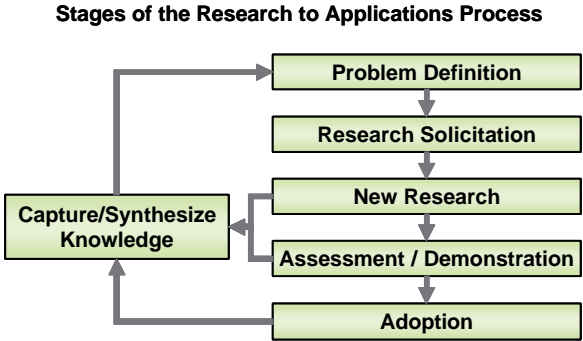 Stages of the Research to Applications Process
Problem Definition
Research Solicitation
New Research
Capture/Synthesize
Knowledge
Assessment / Demonstration
Adoption